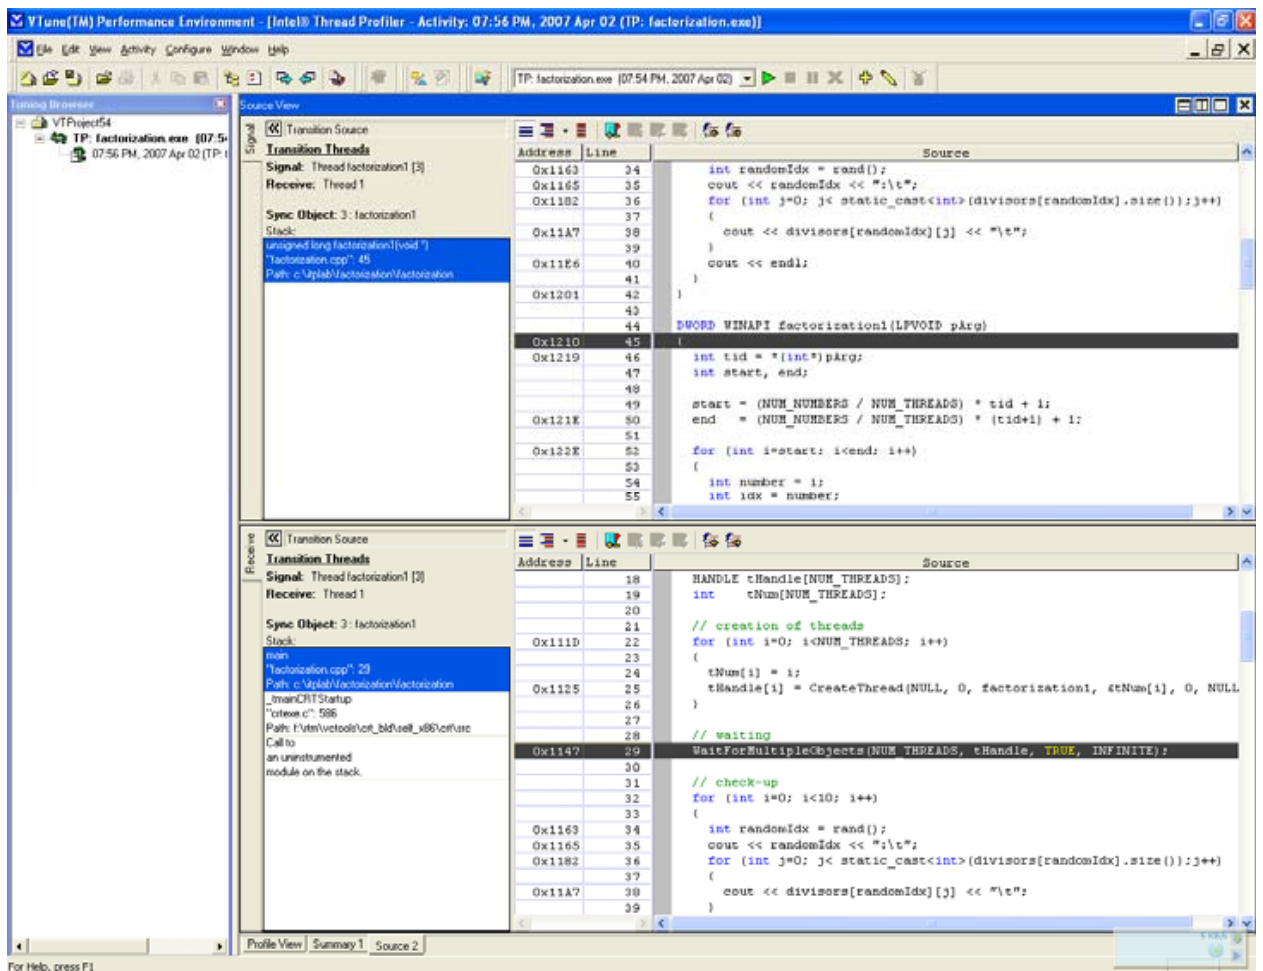 VTune(TM) Performance Environment - [Intel® Thread Profiler - Activity: 07:56 PM, 2007 Apr 02 (TP: factorization.exe)]
File Edit View Activity Configure Window Help
TP: factorization.exe (07:54 PM, 2007 Apr 02)
Tuning Browser
VTProject54
TP: factorization.exe (07:5
07:56 PM, 2007 Apr 02 (TP: f
Source View
Signal
Transition Source
Transition Threads
Signal: Thread factorization1 [3]
Receive: Thread 1
Sync Object: 3 : factorization1
Stack:
unsigned long factorization1(void *)
"factorization.cpp": 45
Path: c:\itplab\factorization\factorization
Address Line Source
0x1163 34 int randomIdx = rand();
0x1165 35 cout << randomIdx << ":\t";
0x1182 36 for (int j=0; j< static_cast<int>(divisors[randomIdx].size());j++)
37 {
0x11A7 38 cout << divisors[randomIdx][j] << "\t";
39 }
0x11E6 40 cout << endl;
41 }
0x1201 42 }
43
44 DWORD WINAPI factorization1(LPVOID pArg)
0x1210 45 {
0x1219 46 int tid = *(int*)pArg;
47 int start, end;
48
49 start = (NUM_NUMBERS / NUM_THREADS) * tid + 1;
0x121E 50 end = (NUM_NUMBERS / NUM_THREADS) * (tid+1) + 1;
51
0x122E 52 for (int i=start; i<end; i++)
53 {
54 int number = i;
55 int idx = number;
Receive
Transition Source
Transition Threads
Signal: Thread factorization1 [3]
Receive: Thread 1
Sync Object: 3 : factorization1
Stack:
main
"factorization.cpp": 29
Path: c:\itplab\factorization\factorization
_tmainCRTStartup
"crtexe.c": 586
Path: f:\rtm\vctools\crt_bld\self_x86\crt\src
Call to
an uninstrumented
module on the stack.
Address Line Source
18 HANDLE tHandle[NUM_THREADS];
19 int tNum[NUM_THREADS];
20
21 // creation of threads
0x111D 22 for (int i=0; i<NUM_THREADS; i++)
23 {
24 tNum[i] = i;
0x1125 25 tHandle[i] = CreateThread(NULL, 0, factorization1, &tNum[i], 0, NULL
26 }
27
28 // waiting
0x1147 29 WaitForMultipleObjects(NUM_THREADS, tHandle, TRUE, INFINITE);
30
31 // check-up
32 for (int i=0; i<10; i++)
33 {
0x1163 34 int randomIdx = rand();
0x1165 35 cout << randomIdx << ":\t";
0x1182 36 for (int j=0; j< static_cast<int>(divisors[randomIdx].size());j++)
37 {
0x11A7 38 cout << divisors[randomIdx][j] << "\t";
39 }
Profile View Summary 1 Source 2
For Help, press F1